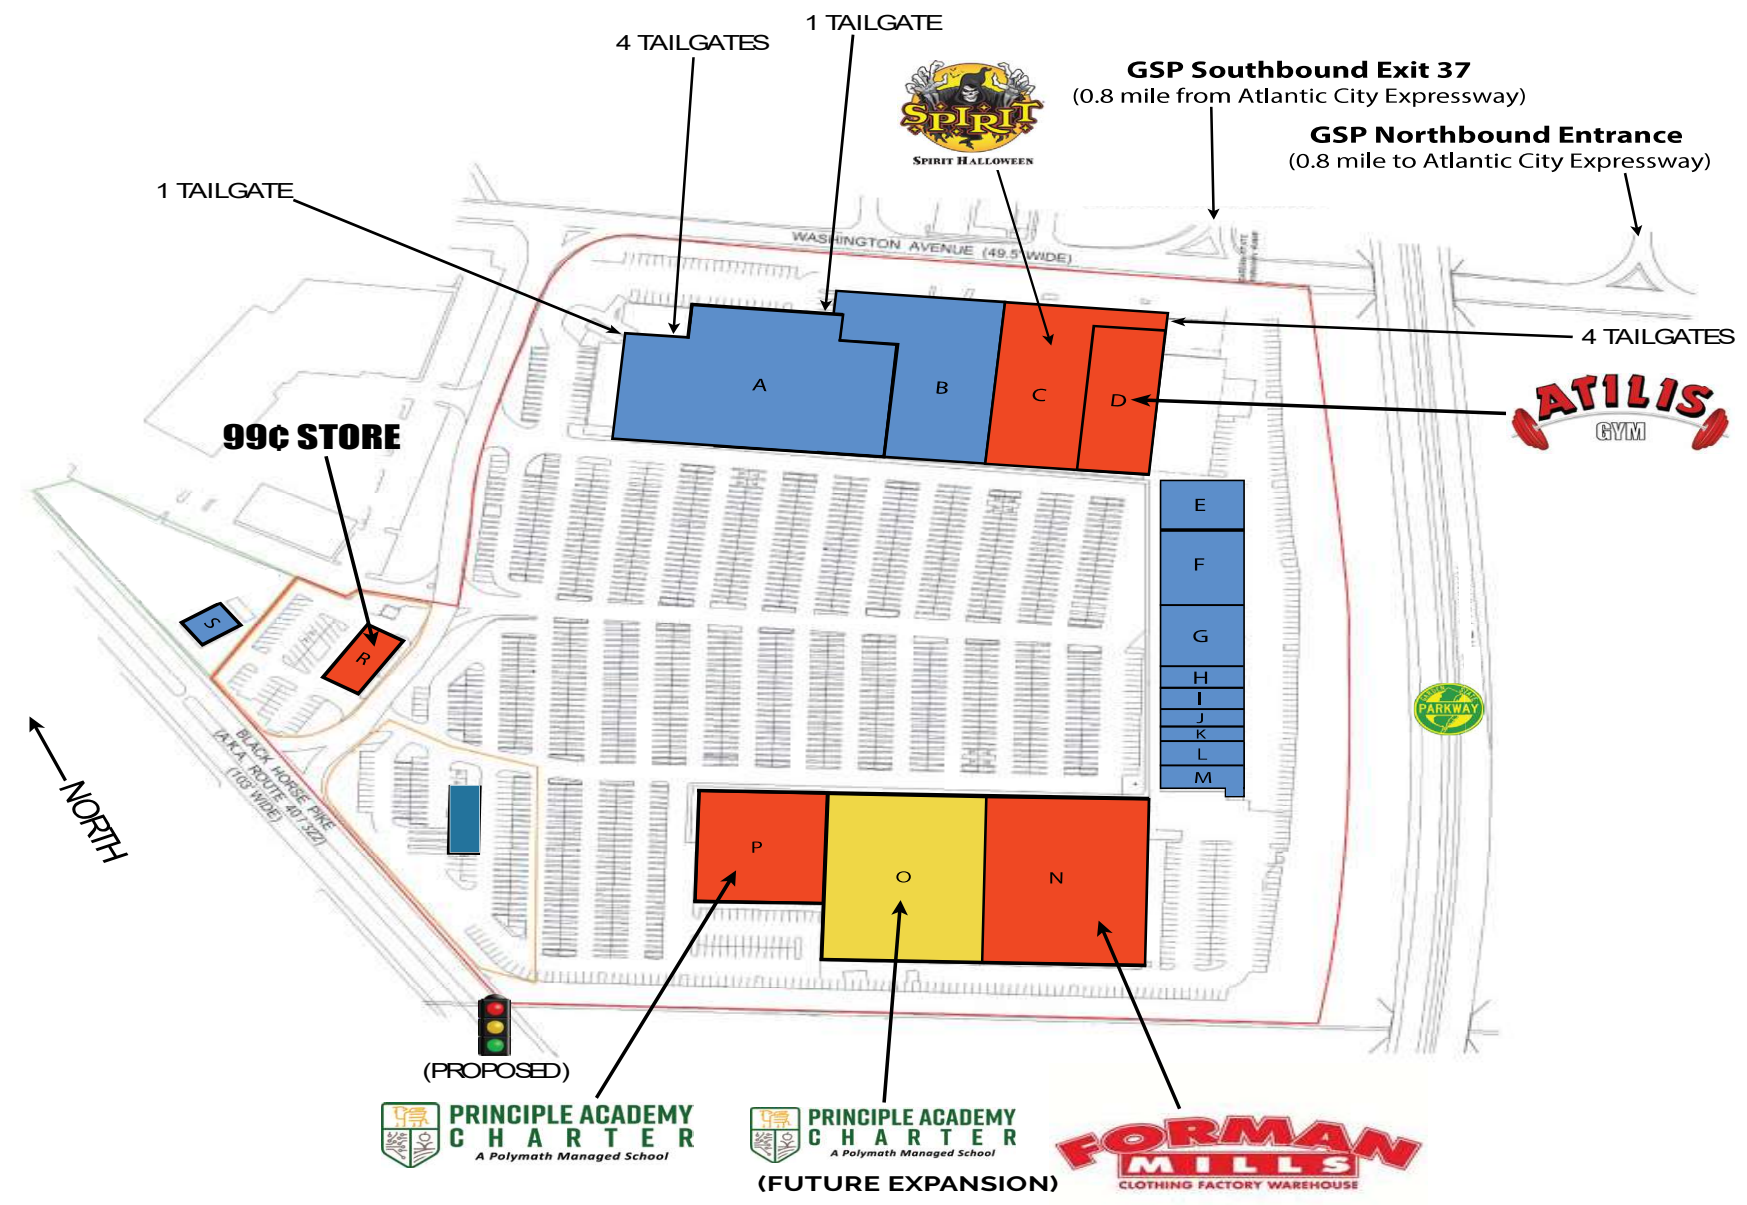 1 TAILGATE
4 TAILGATES
SPIRIT
SPIRIT HALLOWEEN
GSP Southbound Exit 37
(0.8 mile from Atlantic City Expressway)
GSP Northbound Entrance
(0.8 mile to Atlantic City Expressway)
1 TAILGATE
WASHINGTON AVENUE (49.5' WIDE)
4 TAILGATES
A
B
C
D
ATILIS
GYM
99¢ STORE
E
F
G
H
I
J
K
L
M
S
R
PARKWAY
BLACK HORSE PIKE
(A.K.A. ROUTE 40 / 322)
(103' WIDE)
NORTH
P
O
N
(PROPOSED)
PRINCIPLE ACADEMY
CHARTER
A Polymath Managed School
PRINCIPLE ACADEMY
CHARTER
A Polymath Managed School
(FUTURE EXPANSION)
FORMAN
MILLS
CLOTHING FACTORY WAREHOUSE